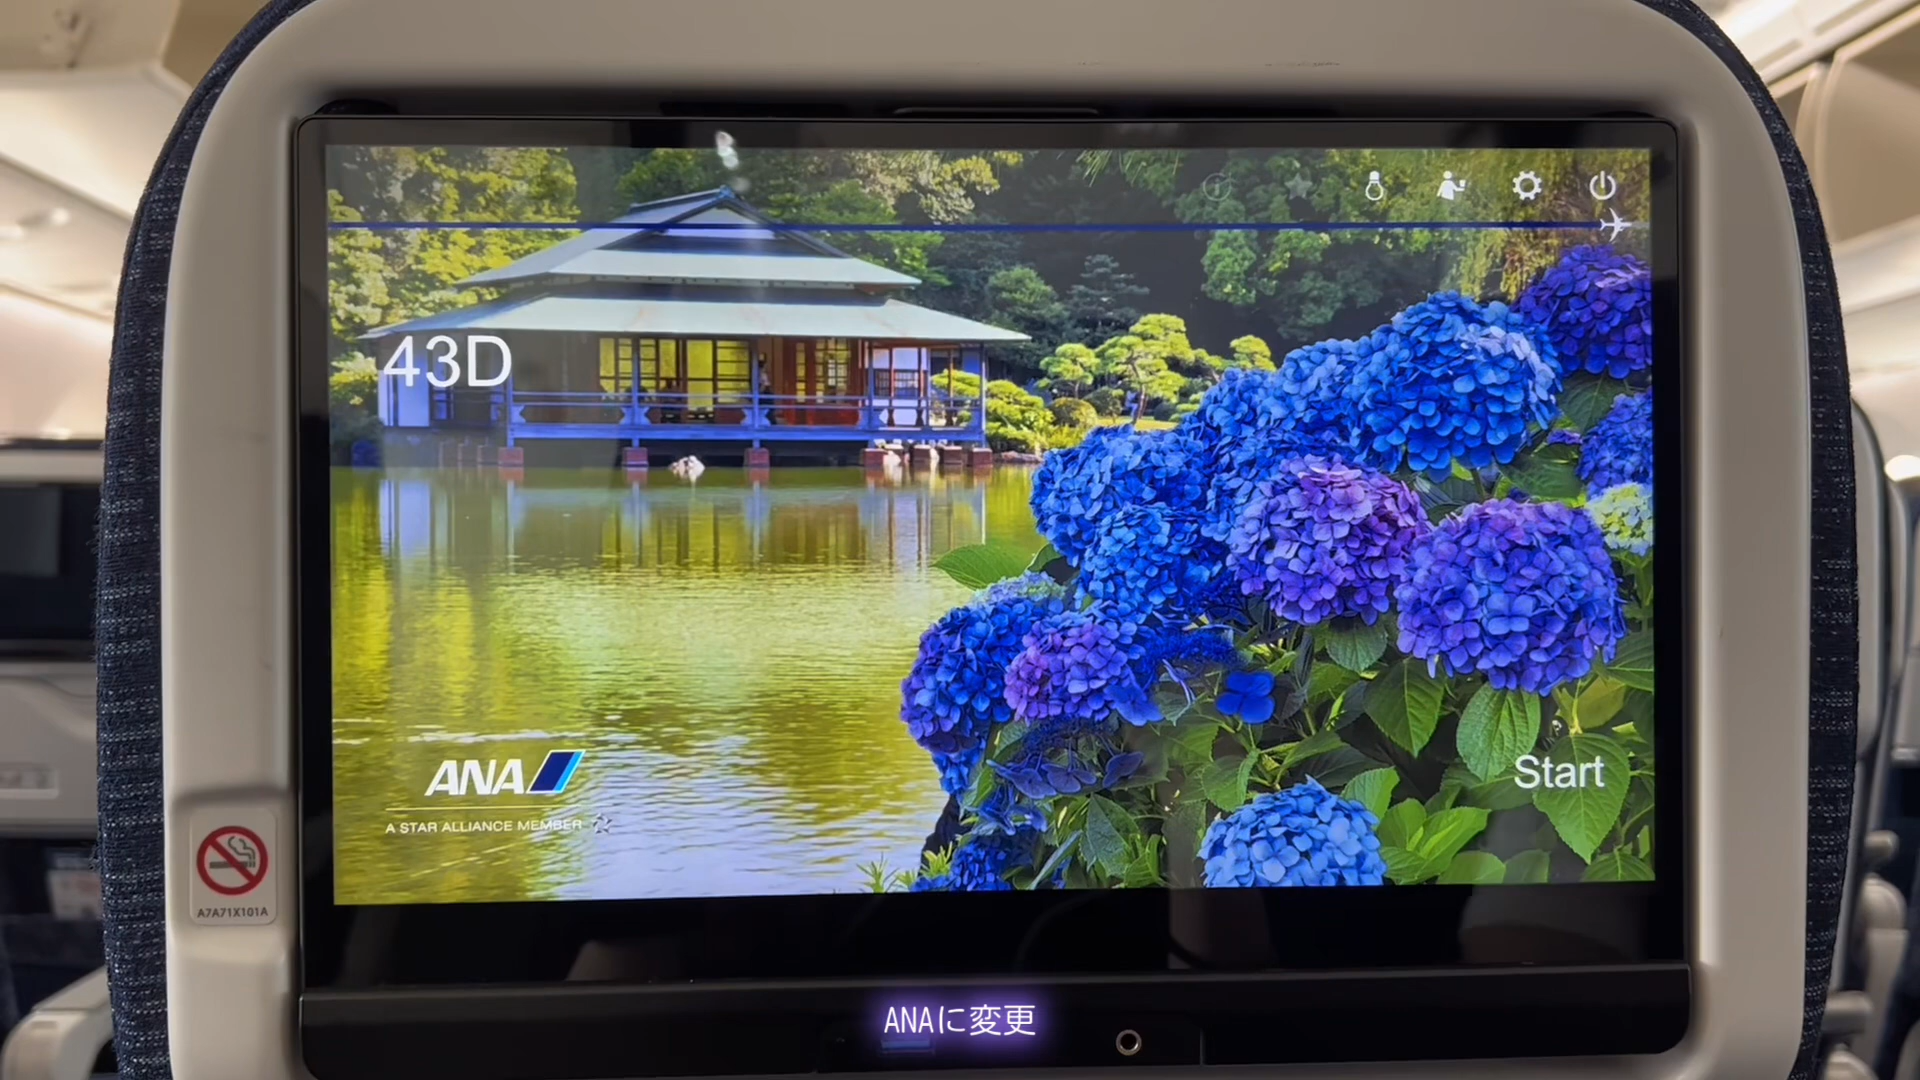 43D
ANA
A STAR ALLIANCE MEMBER
Start
A7A71X101A
ANAに変更